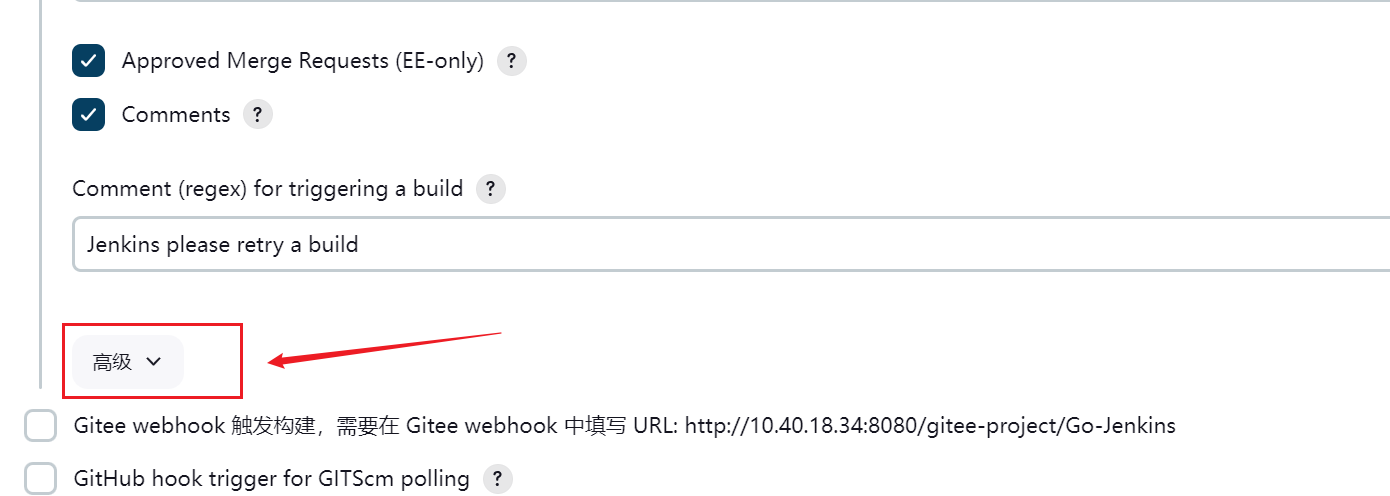 Approved Merge Requests (EE-only) ?
Comments ?
Comment (regex) for triggering a build ?
Jenkins please retry a build
高级
Gitee webhook 触发构建，需要在 Gitee webhook 中填写 URL: http://10.40.18.34:8080/gitee-project/Go-Jenkins
GitHub hook trigger for GITScm polling ?